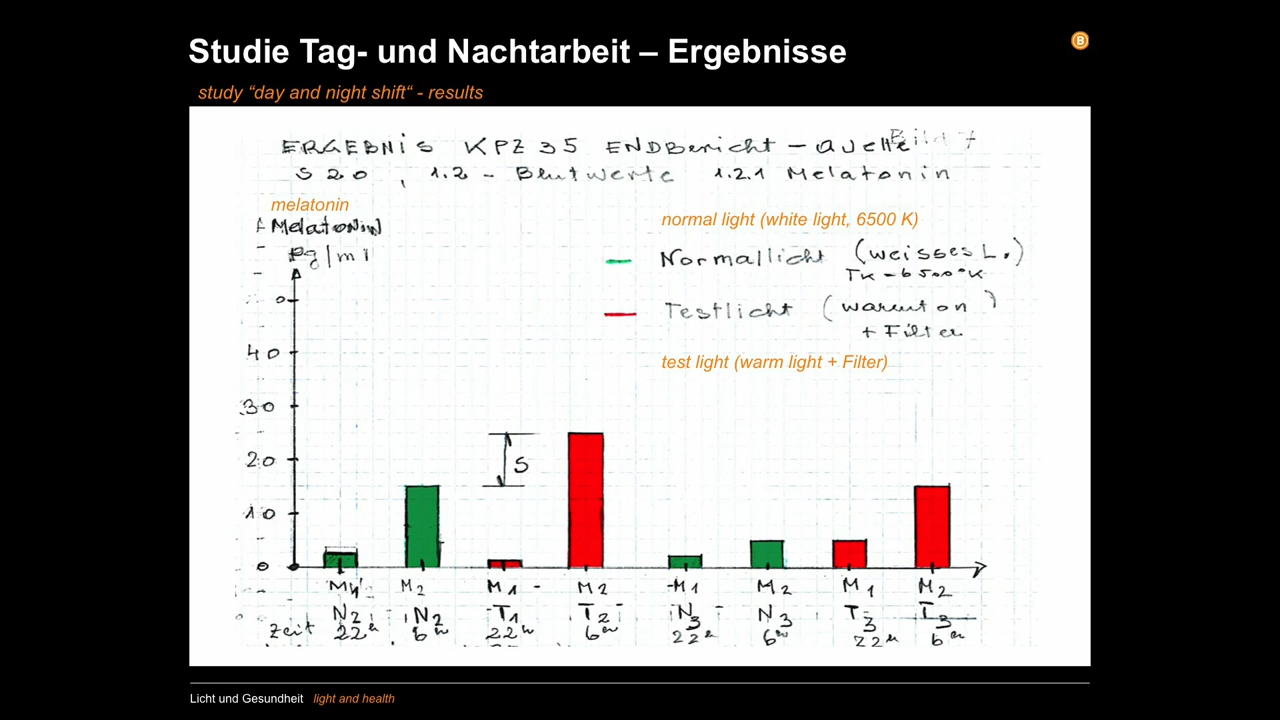 Studie Tag- und Nachtarbeit – Ergebnisse
B
study “day and night shift“ - results
ERGEBNIS KPZ 35 ENDBericht – Quelle Bild 7
S 20, 1.2 - Blutwerte 1.2.1 Melatonin
melatonin
Melatonin
pg/ml
normal light (white light, 6500 K)
Normallicht (weisses L.)
TK = 6500°K
Testlicht (warmton)
+ Filter
test light (warm light + Filter)
0
40
30
20
10
0
S
M1 M2 M1 M2 M1 M2 M1 M2
N2 N2 T1 T2 N3 N3 T3 T3
Zeit 22h 6h 22h 6h 22h 6h 22h 6h
Licht und Gesundheit light and health